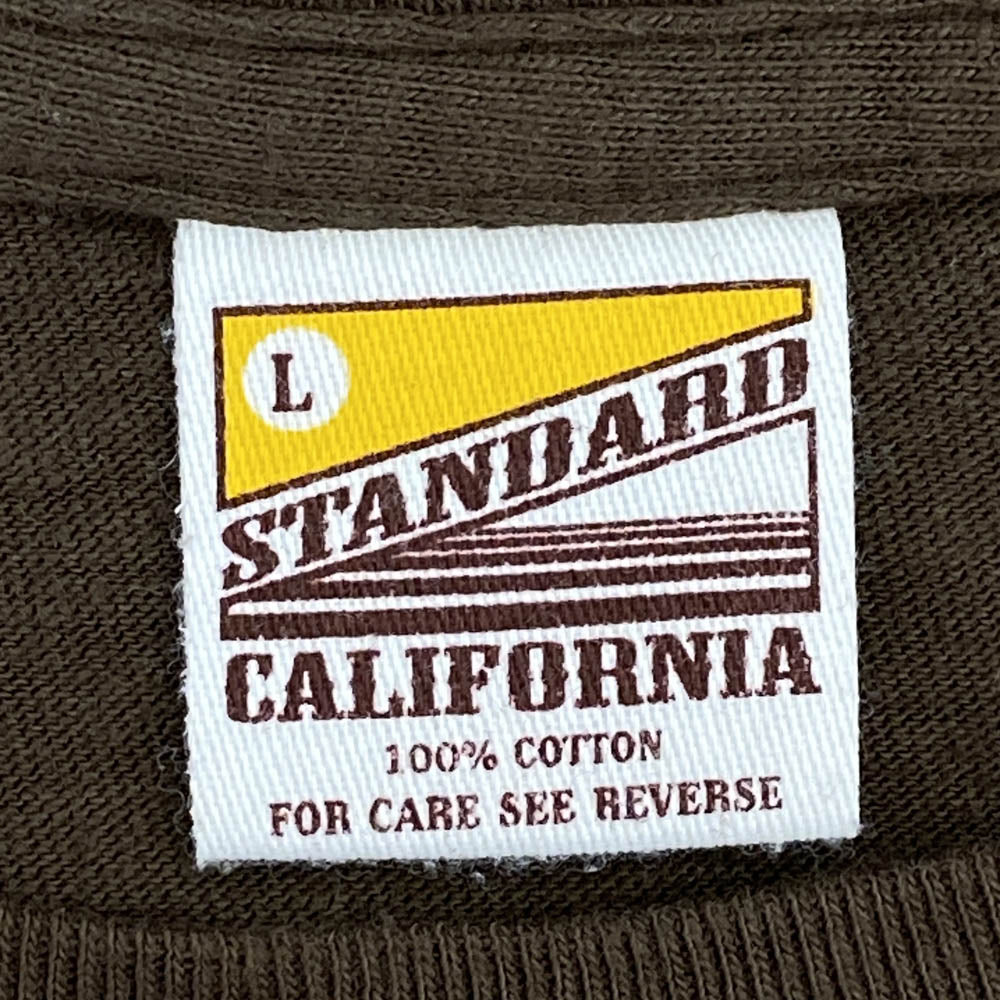 L
STANDARD
CALIFORNIA
100% COTTON
FOR CARE SEE REVERSE